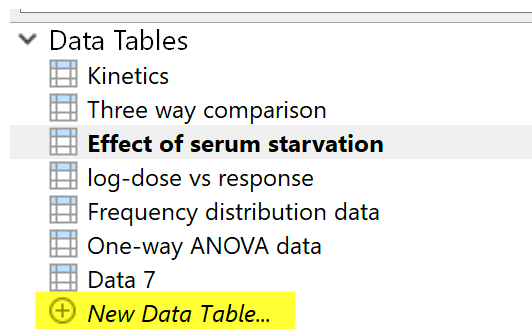 Data Tables
Kinetics
Three way comparison
Effect of serum starvation
log-dose vs response
Frequency distribution data
One-way ANOVA data
Data 7
New Data Table...